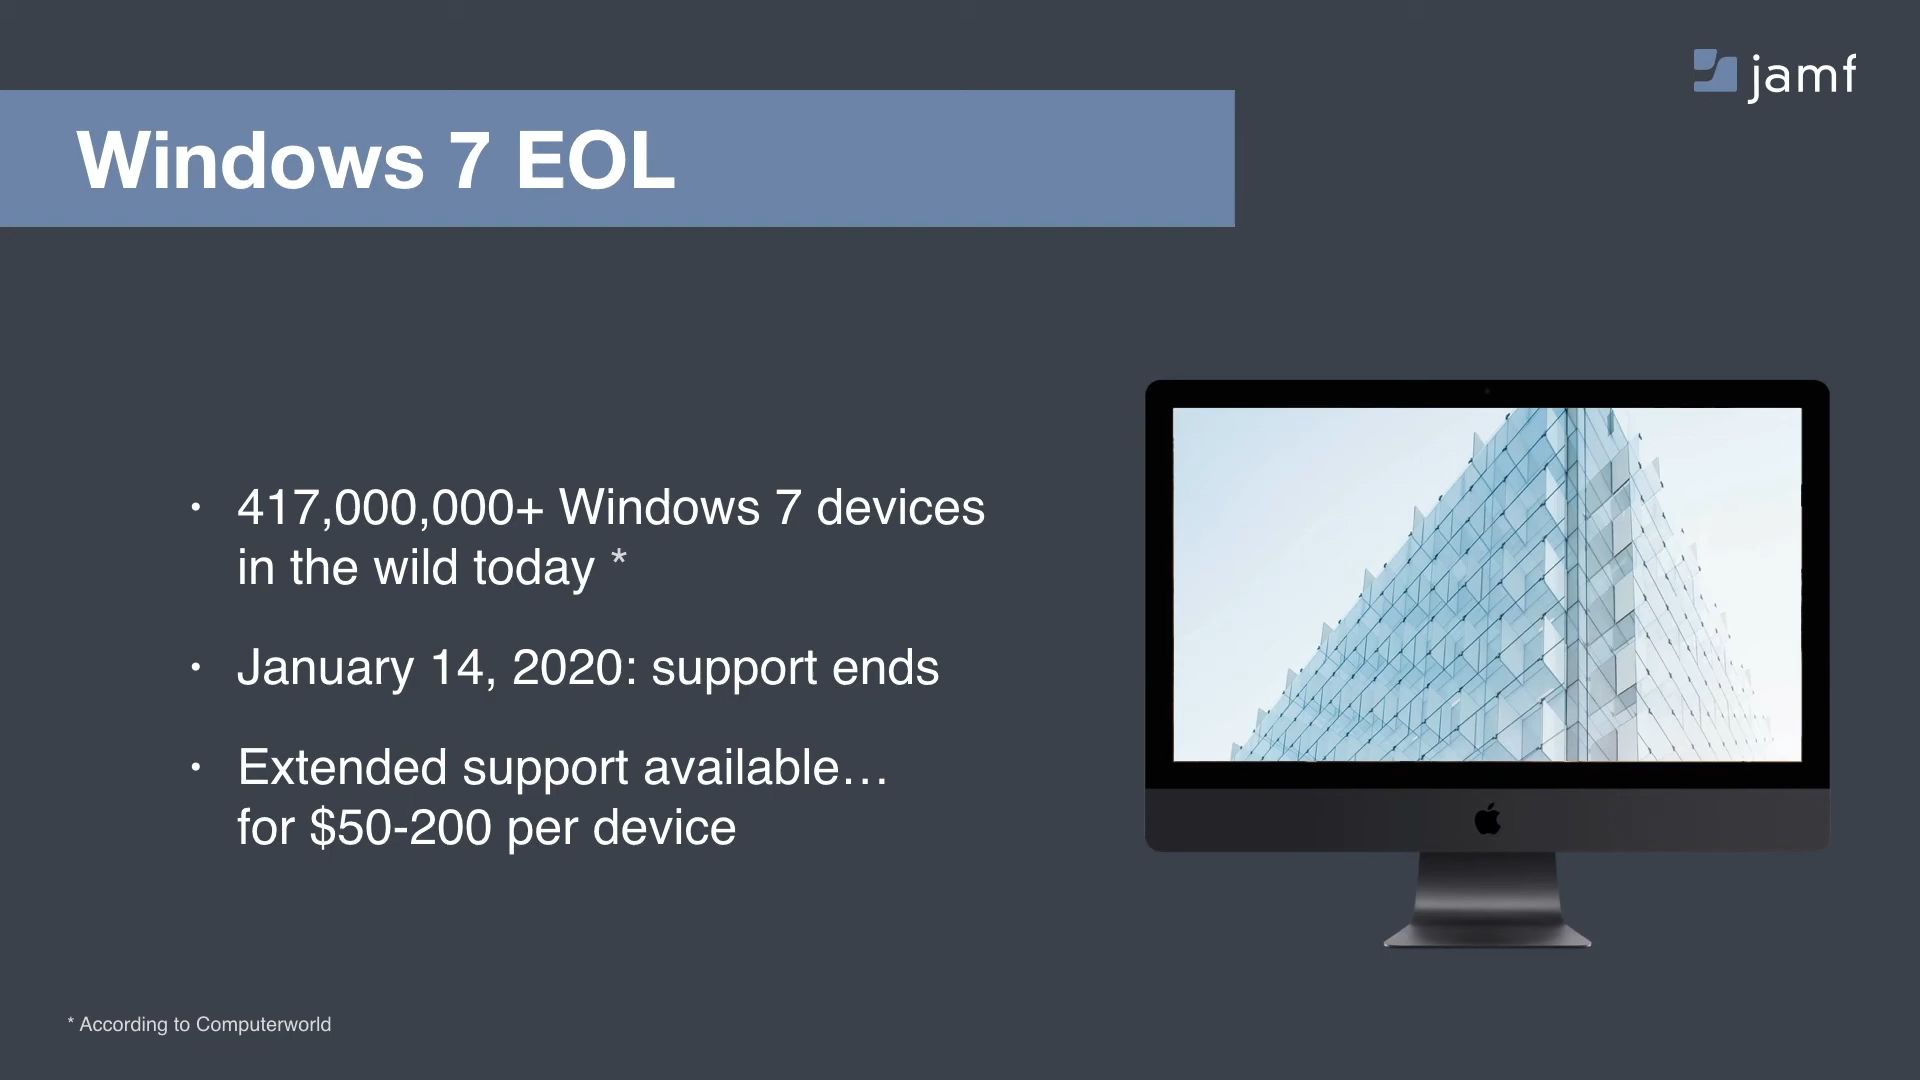 jamf
Windows 7 EOL
• 417,000,000+ Windows 7 devices
in the wild today *
• January 14, 2020: support ends
• Extended support available…
for $50-200 per device
* According to Computerworld